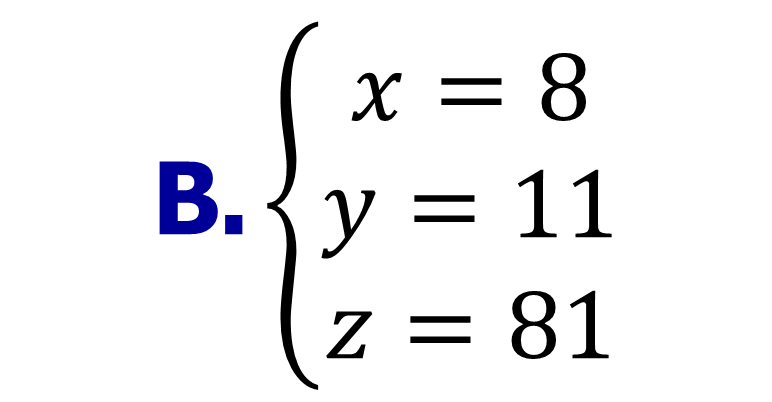 x = 8
B. y = 11
z = 81